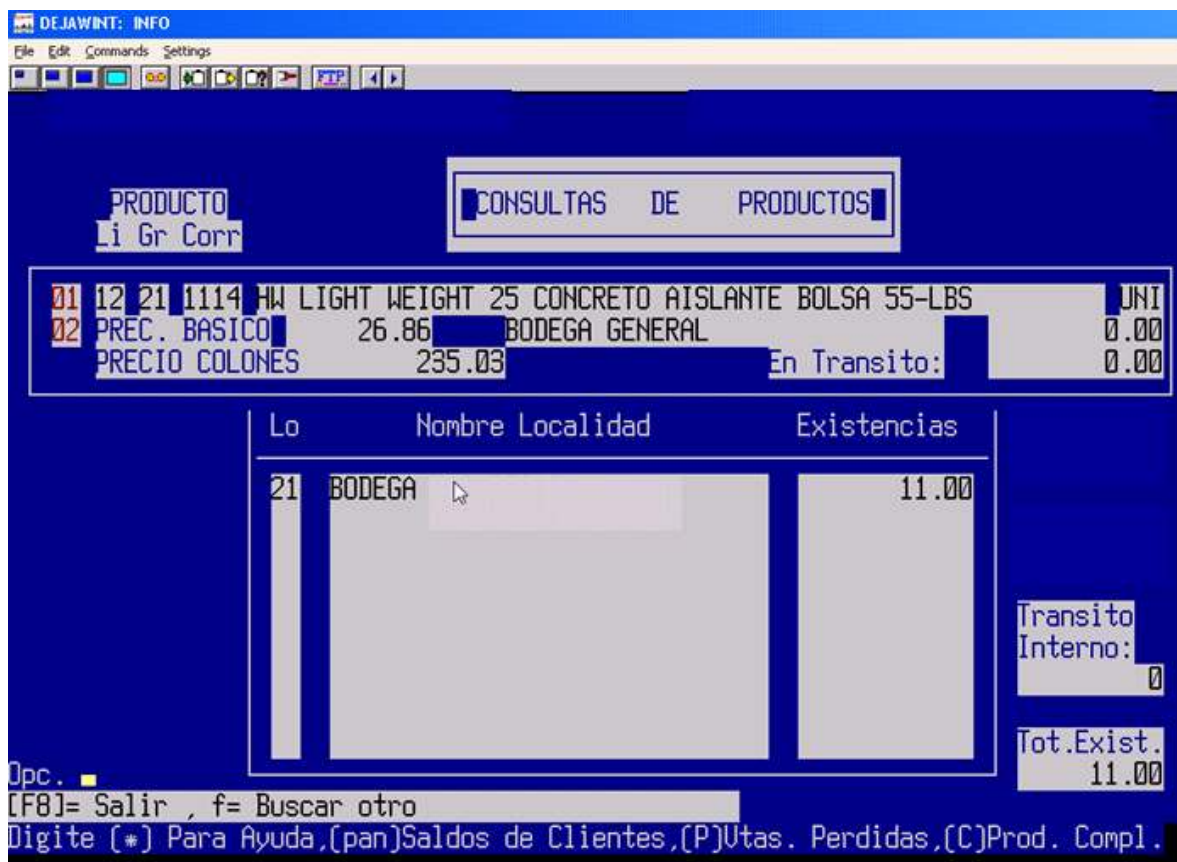 DEJAWINT: INFO
File Edit Commands Settings
FTP
PRODUCTO
Li Gr Corr
CONSULTAS DE PRODUCTOS
01 12 21 1114 HW LIGHT WEIGHT 25 CONCRETO AISLANTE BOLSA 55-LBS UNI
02 PREC. BASICO 26.86 BODEGA GENERAL 0.00
PRECIO COLONES 235.03 En Transito: 0.00
Lo Nombre Localidad Existencias
21 BODEGA 11.00
Transito
Interno:
0
Tot.Exist.
11.00
Opc.
[F8]= Salir , f= Buscar otro
Digite (*) Para Ayuda,(pan)Saldos de Clientes,(P)Vtas. Perdidas,(C)Prod. Compl.